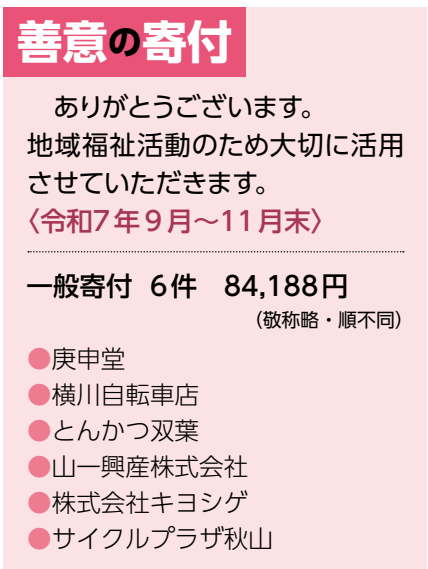 善意の寄付
ありがとうございます。
地域福祉活動のため大切に活用
させていただきます。
〈令和7年9月~11月末〉
一般寄付 6件 84,188円
(敬称略・順不同)
●庚申堂
●横川自転車店
●とんかつ双葉
●山一興産株式会社
●株式会社キヨシゲ
●サイクルプラザ秋山